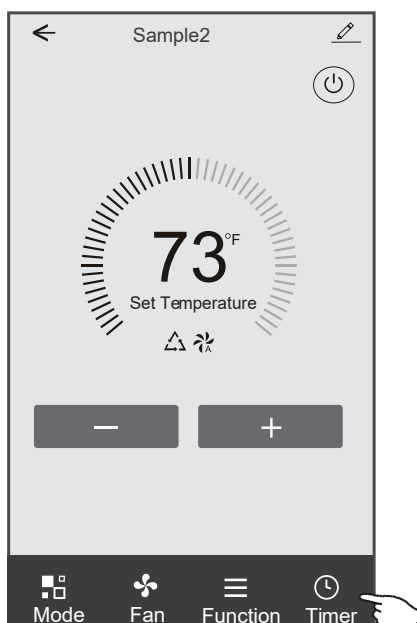 Sample2
73°F
Set Temperature
A
Mode Fan Function Timer